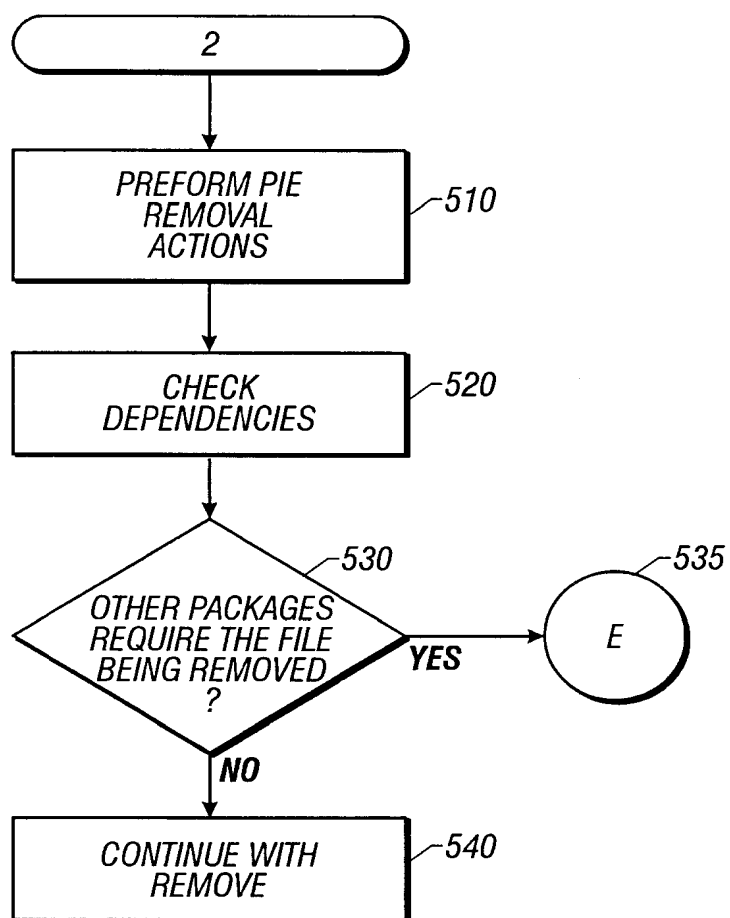 2
PREFORM PIE
REMOVAL
ACTIONS
510
CHECK
DEPENDENCIES
520
530
OTHER PACKAGES
REQUIRE THE FILE
BEING REMOVED
?
YES
535
E
NO
CONTINUE WITH
REMOVE
540